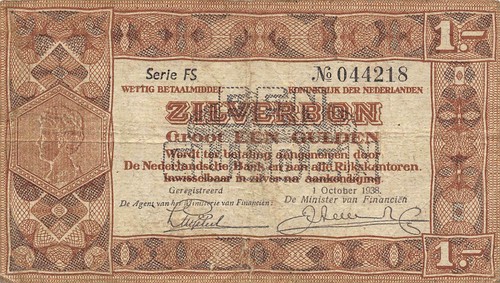 1.-
Serie FS № 044218
WETTIG BETAALMIDDEL KONINKRIJK DER NEDERLANDEN
ZILVERBON
Groot EEN GULDEN
Wordt ter betaling aangenomen door
De Nederlandsche Bank en aan alle Rijkskantoren.
Inwisselbaar in zilver na aankondiging
Geregistreerd 1 October 1938.
De Agent van het Ministerie van Financiën: De Minister van Financiën
1.-